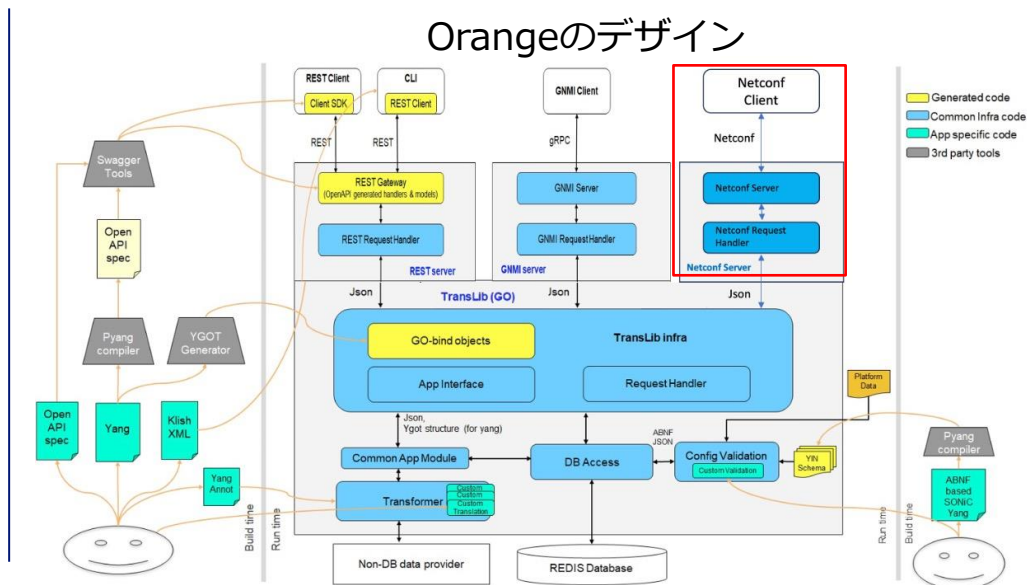 Orangeのデザイン
REST Client
Client SDK
CLI
REST Client
GNMI Client
Netconf
Client
Generated code
Common Infra code
App specific code
3rd party tools
REST
REST
gRPC
Netconf
Swagger
Tools
REST Gateway
(OpenAPI generated handlers & models)
GNMI Server
Netconf Server
REST Request Handler
GNMI Request Handler
Netconf Request
Handler
REST server
GNMI server
Netconf Server
Open
API
spec
Json
TransLib (GO)
Json
Json
Pyang
compiler
YGOT
Generator
GO-bind objects
TransLib infra
App Interface
Request Handler
Platform
Data
Open
API
spec
Yang
Klish
XML
Json,
Ygot structure (for yang)
ABNF
JSON
Common App Module
DB Access
Config Validation
Custom Validation
YIN
Schema
Pyang
compiler
Yang
Annot
Transformer
Custom
Custom
Custom
Translation
ABNF
based
SONiC
Yang
Build time
Run time
Run time
Build time
Non-DB data provider
REDIS Database